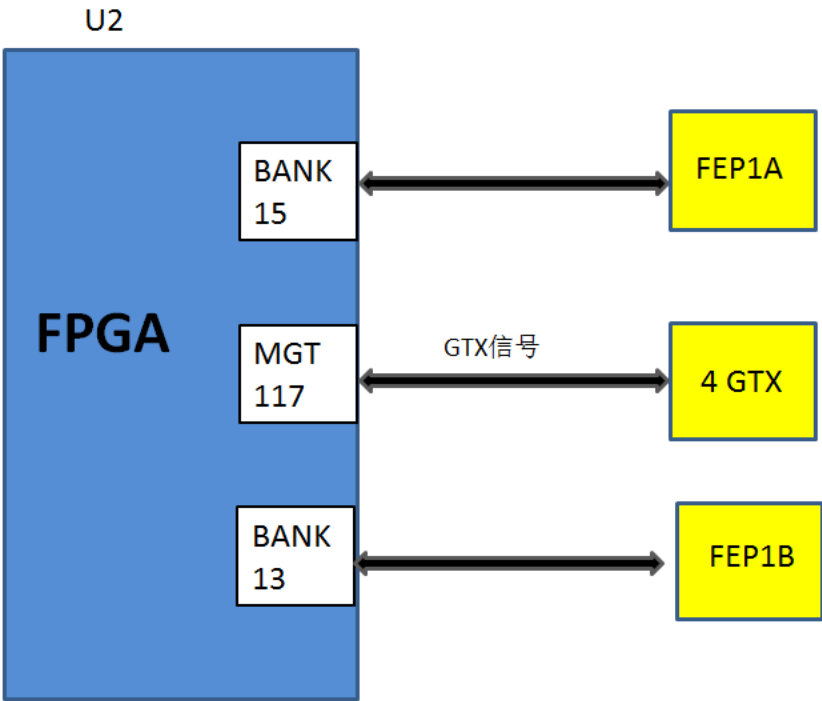 U2
BANK
15
FEP1A
FPGA
MGT
117
GTX信号
4 GTX
BANK
13
FEP1B